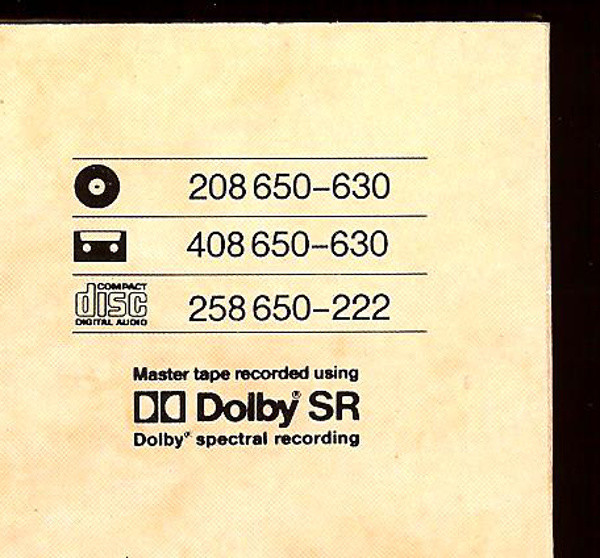 208 650-630
408 650-630
COMPACT
disc
DIGITAL AUDIO
258 650-222
Master tape recorded using
Dolby® SR
Dolby® spectral recording